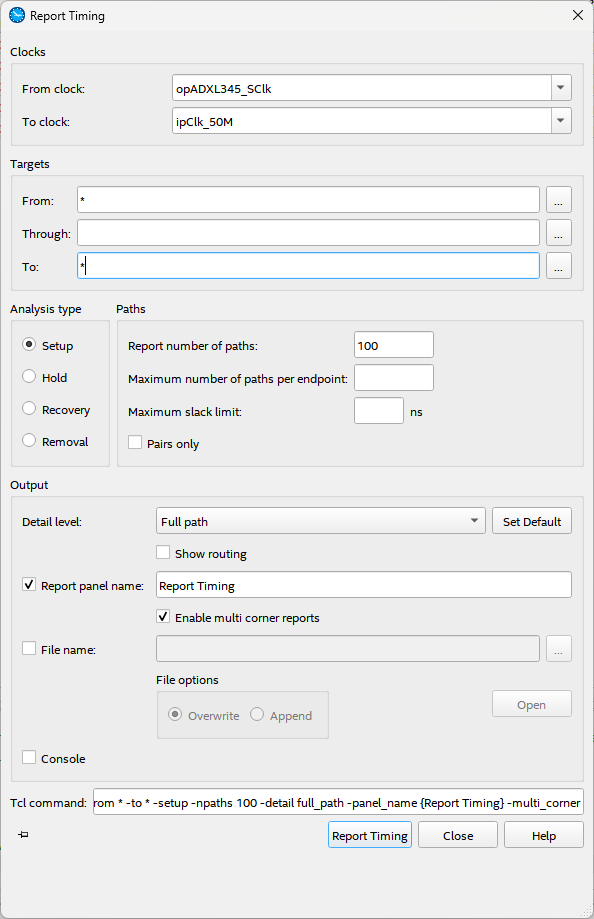 Report Timing
Clocks
From clock: opADXL345_SClk
To clock: ipClk_50M
Targets
From: * ...
Through: ...
To: * ...
Analysis type Paths
Setup Report number of paths: 100
Hold Maximum number of paths per endpoint:
Recovery Maximum slack limit: ns
Removal Pairs only
Output
Detail level: Full path Set Default
Show routing
Report panel name: Report Timing
Enable multi corner reports
File name: ...
File options
Overwrite Append Open
Console
Tcl command: rom * -to * -setup -npaths 100 -detail full_path -panel_name {Report Timing} -multi_corner
Report Timing Close Help